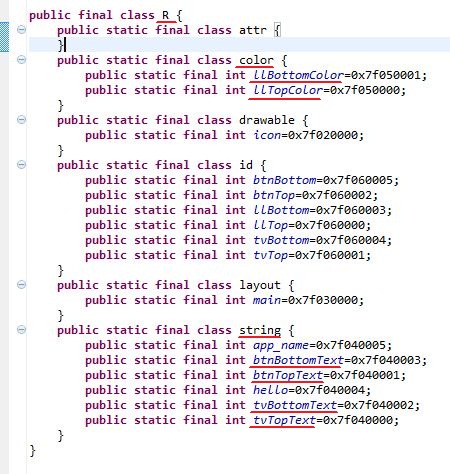 public final class R {
public static final class attr {
}
public static final class color {
public static final int llBottomColor=0x7f050001;
public static final int llTopColor=0x7f050000;
}
public static final class drawable {
public static final int icon=0x7f020000;
}
public static final class id {
public static final int btnBottom=0x7f060005;
public static final int btnTop=0x7f060002;
public static final int llBottom=0x7f060003;
public static final int llTop=0x7f060000;
public static final int tvBottom=0x7f060004;
public static final int tvTop=0x7f060001;
}
public static final class layout {
public static final int main=0x7f030000;
}
public static final class string {
public static final int app_name=0x7f040005;
public static final int btnBottomText=0x7f040003;
public static final int btnTopText=0x7f040001;
public static final int hello=0x7f040004;
public static final int tvBottomText=0x7f040002;
public static final int tvTopText=0x7f040000;
}
}